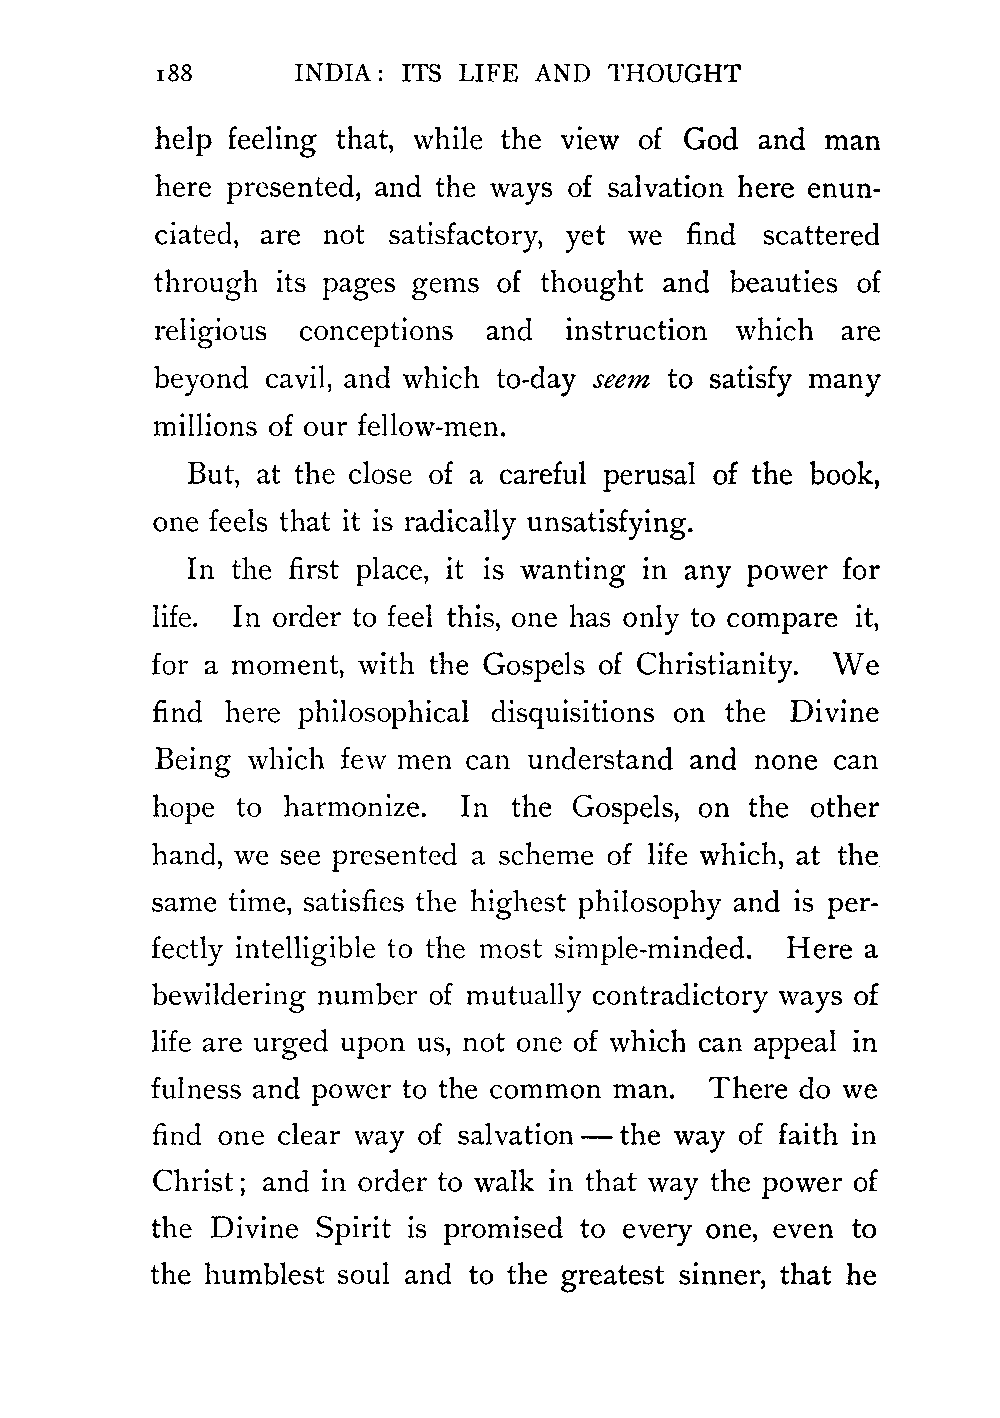 188 INDIA: ITS LIFE AND THOUGHT
help feeling that, while the view of God and man
here presented, and the ways of salvation here enun-
ciated, are not satisfactory, yet we find scattered
through its pages gems of thought and beauties of
religious conceptions and instruction which are
beyond cavil, and which to-day seem to satisfy many
millions of our fellow-men.
But, at the close of a careful perusal of the book,
one feels that it is radically unsatisfying.
In the first place, it is wanting in any power for
life. In order to feel this, one has only to compare it,
for a moment, with the Gospels of Christianity. We
find here philosophical disquisitions on the Divine
Being which few men can understand and none can
hope to harmonize. In the Gospels, on the other
hand, we see presented a scheme of life which, at the
same time, satisfies the highest philosophy and is per-
fectly intelligible to the most simple-minded. Here a
bewildering number of mutually contradictory ways of
life are urged upon us, not one of which can appeal in
fulness and power to the common man. There do we
find one clear way of salvation — the way of faith in
Christ; and in order to walk in that way the power of
the Divine Spirit is promised to every one, even to
the humblest soul and to the greatest sinner, that he